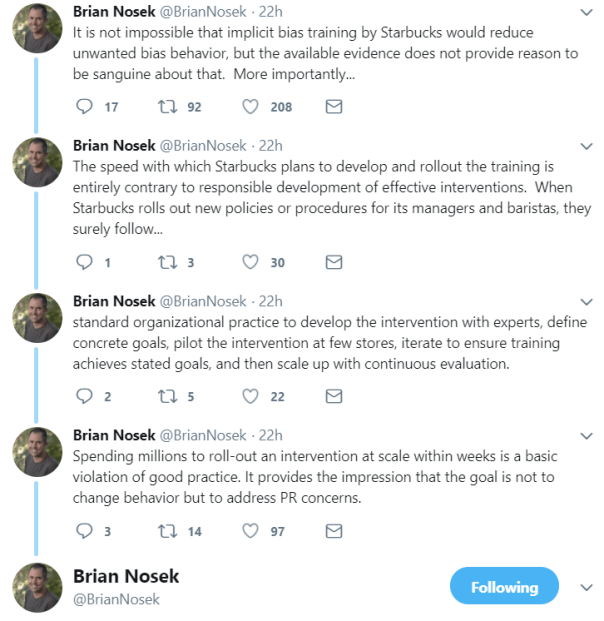 Brian Nosek @BrianNosek · 22h
It is not impossible that implicit bias training by Starbucks would reduce
unwanted bias behavior, but the available evidence does not provide reason to
be sanguine about that.  More importantly...
17 92 208
Brian Nosek @BrianNosek · 22h
The speed with which Starbucks plans to develop and rollout the training is
entirely contrary to responsible development of effective interventions.  When
Starbucks rolls out new policies or procedures for its managers and baristas, they
surely follow...
1 3 30
Brian Nosek @BrianNosek · 22h
standard organizational practice to develop the intervention with experts, define
concrete goals, pilot the intervention at few stores, iterate to ensure training
achieves stated goals, and then scale up with continuous evaluation.
2 5 22
Brian Nosek @BrianNosek · 22h
Spending millions to roll-out an intervention at scale within weeks is a basic
violation of good practice. It provides the impression that the goal is not to
change behavior but to address PR concerns.
3 14 97
Brian Nosek
@BrianNosek
Following